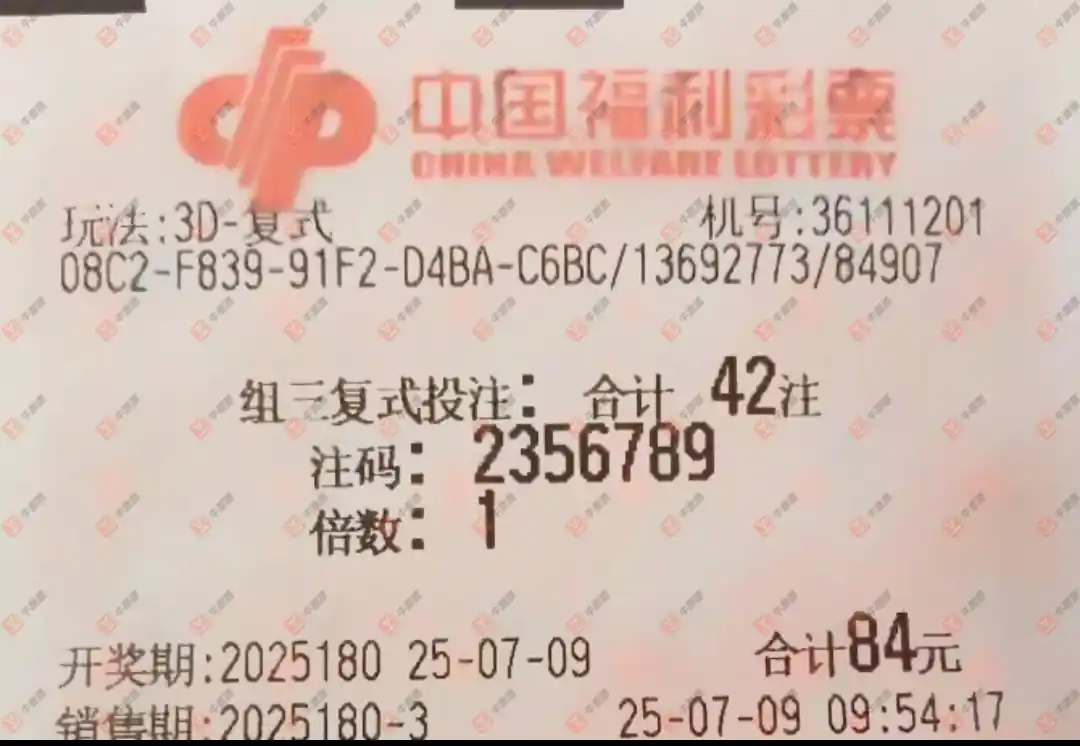 中国福利彩票
CHINA WELFARE LOTTERY
玩法:3D-复式 机号:36111201
08C2-F839-91F2-D4BA-C6BC/13692773/84907
组三复式投注: 合计 42注
注码: 2356789
倍数: 1
开奖期:2025180 25-07-09 合计84元
销售期:2025180-3 25-07-09 09:54:17